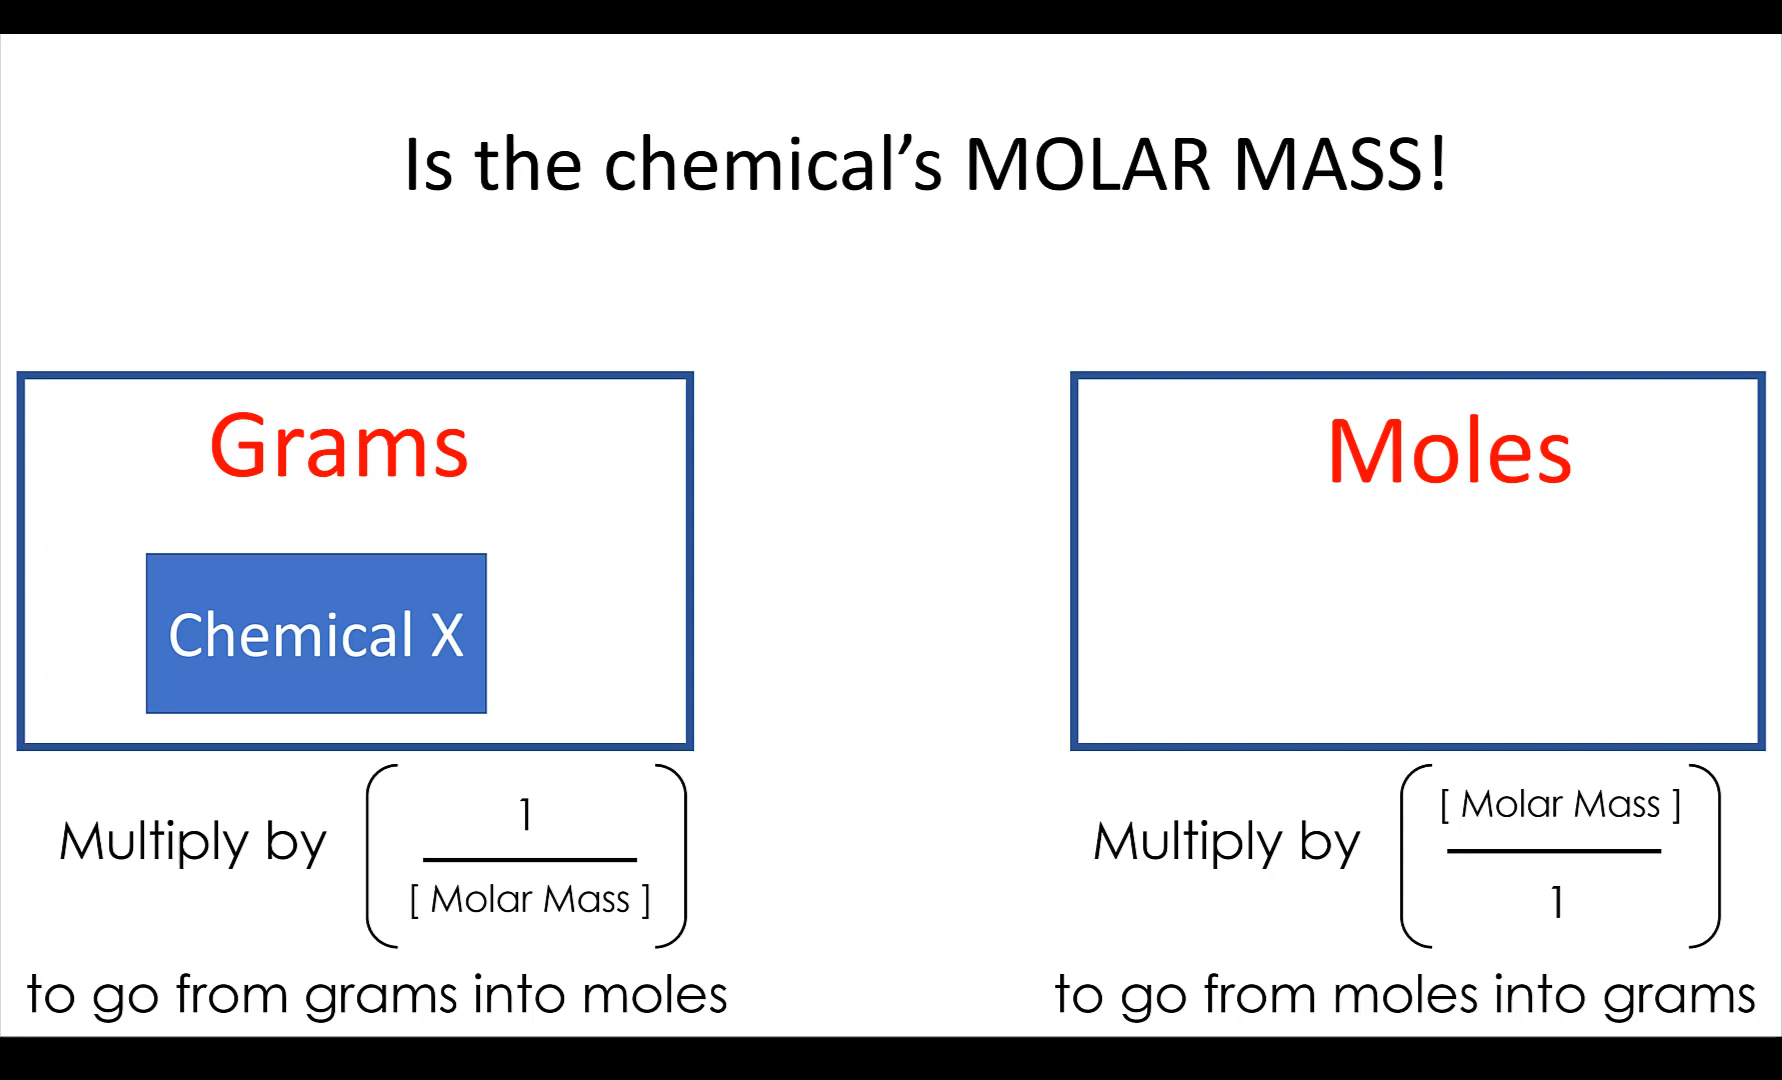 Is the chemical’s MOLAR MASS!
Grams
Chemical X
Multiply by
1
[ Molar Mass ]
to go from grams into moles
Moles
Multiply by
[ Molar Mass ]
1
to go from moles into grams